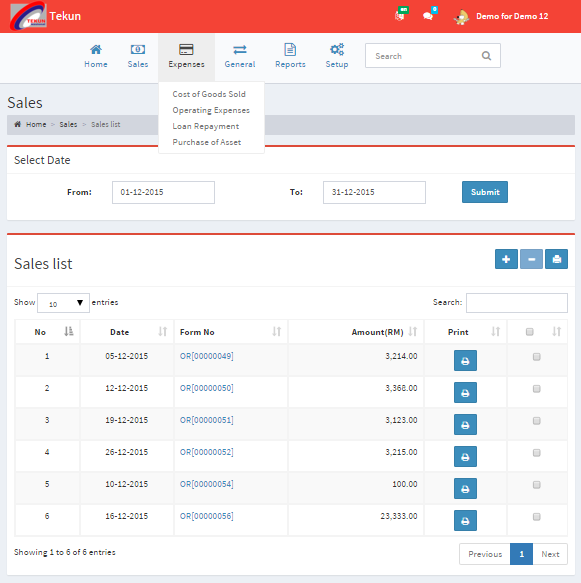 TEKUN Tekun Demo for Demo 12
Home Sales Expenses General Reports Setup Search
Cost of Goods Sold
Operating Expenses
Loan Repayment
Purchase of Asset
Sales
Home > Sales > Sales list
Select Date
From: 01-12-2015 To: 31-12-2015 Submit
Sales list
Show 10 entries Search:
No Date Form No Amount(RM) Print
1 05-12-2015 OR[00000049] 3,214.00
2 12-12-2015 OR[00000050] 3,368.00
3 19-12-2015 OR[00000051] 3,123.00
4 26-12-2015 OR[00000052] 3,215.00
5 10-12-2015 OR[00000054] 100.00
6 16-12-2015 OR[00000056] 23,333.00
Showing 1 to 6 of 6 entries Previous 1 Next